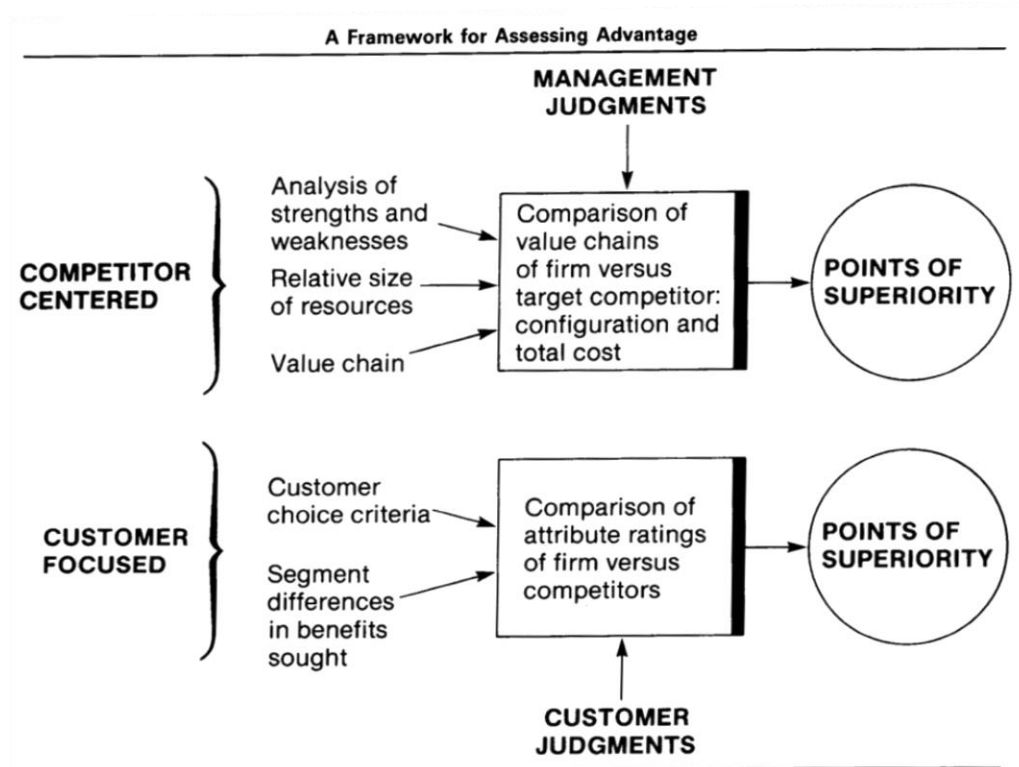 A Framework for Assessing Advantage
MANAGEMENT
JUDGMENTS
COMPETITOR
CENTERED
Analysis of
strengths and
weaknesses
Relative size
of resources
Value chain
Comparison of
value chains
of firm versus
target competitor:
configuration and
total cost
POINTS OF
SUPERIORITY
CUSTOMER
FOCUSED
Customer
choice criteria
Segment
differences
in benefits
sought
Comparison of
attribute ratings
of firm versus
competitors
POINTS OF
SUPERIORITY
CUSTOMER
JUDGMENTS